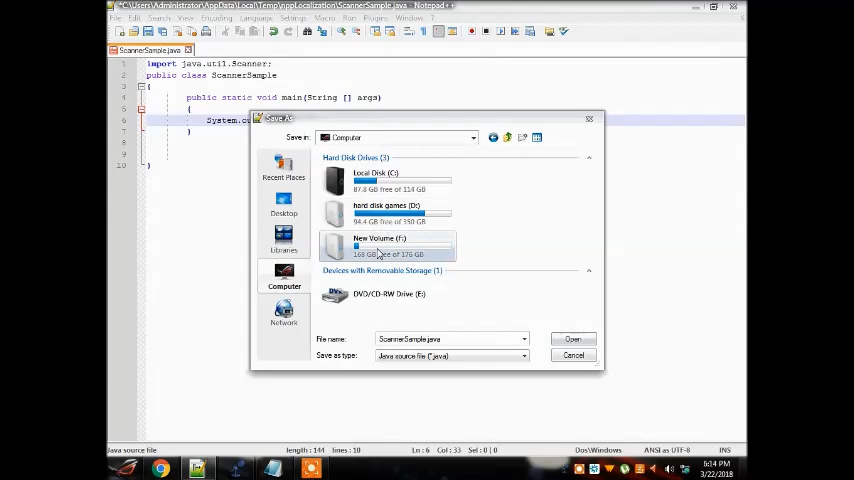 *C:\Users\Administrator\AppData\Local\Temp\nppLocalization\ScannerSample.java - Notepad++
File Edit Search View Encoding Language Settings Macro Run Plugins Window ?
ScannerSample.java
1 import java.util.Scanner;
2 public class ScannerSample
3 {
4 public static void main(String [] args)
5 {
6 System.ou
7 }
8
9
10 }
Save As
Save in: Computer
Recent Places
Desktop
Libraries
Computer
Network
Hard Disk Drives (3)
Local Disk (C:)
87.8 GB free of 114 GB
hard disk games (D:)
94.4 GB free of 350 GB
New Volume (F:)
168 GB free of 176 GB
Devices with Removable Storage (1)
DVD/CD-RW Drive (E:)
File name: ScannerSample.java Open
Save as type: Java source file (*.java) Cancel
Java source file length : 144 lines : 10 Ln : 6 Col : 33 Sel : 0 | 0 Dos\Windows ANSI as UTF-8 INS
6:14 PM
3/22/2018